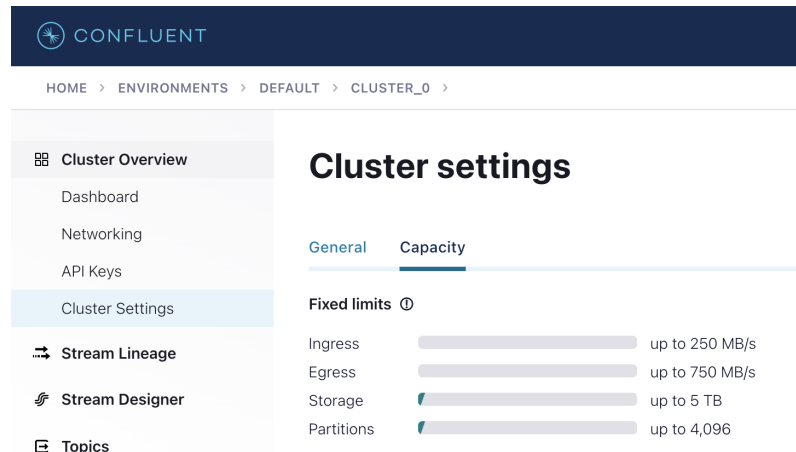 CONFLUENT
HOME > ENVIRONMENTS > DEFAULT > CLUSTER_0 >
Cluster Overview
Dashboard
Networking
API Keys
Cluster Settings
Stream Lineage
Stream Designer
Topics
Cluster settings
General Capacity
Fixed limits
Ingress up to 250 MB/s
Egress up to 750 MB/s
Storage up to 5 TB
Partitions up to 4,096